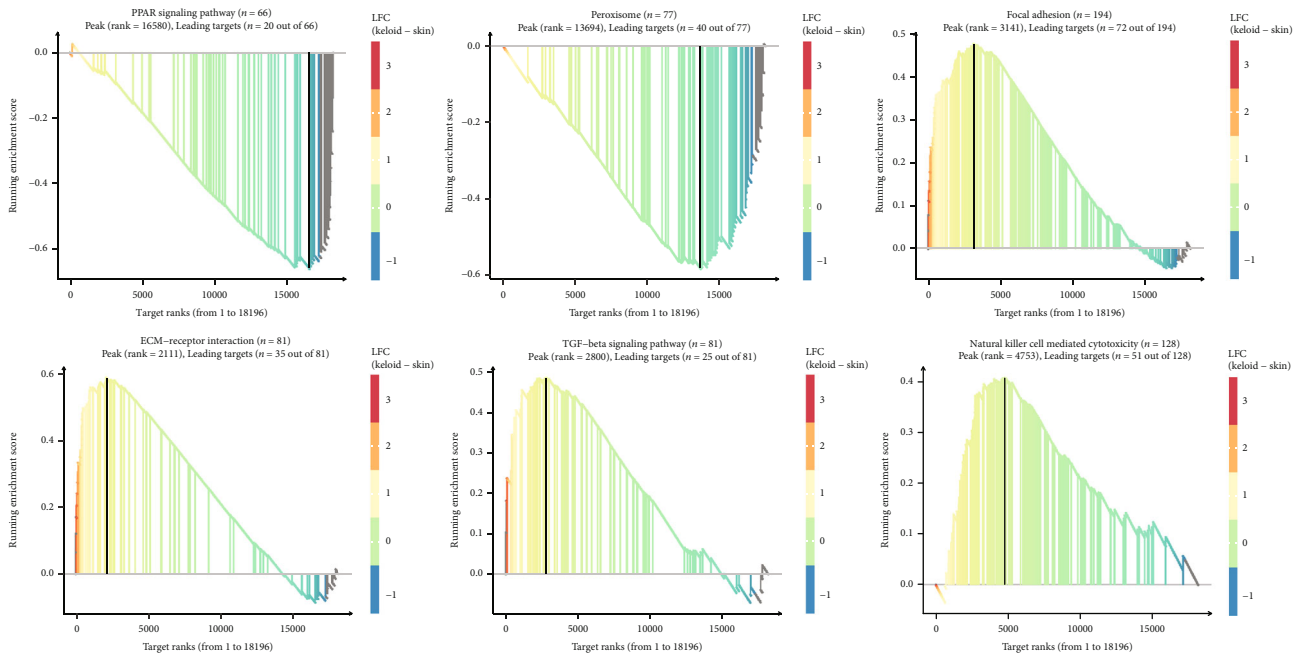 PPAR signaling pathway (n = 66)
Peak (rank = 16580), Leading targets (n = 20 out of 66)
LFC
(keloid − skin)
0.0
−0.2
−0.4
−0.6
Running enrichment score
0
5000
10000
15000
Target ranks (from 1 to 18196)
3
2
1
0
−1
Peroxisome (n = 77)
Peak (rank = 13694), Leading targets (n = 40 out of 77)
LFC
(keloid − skin)
0.0
−0.2
−0.4
−0.6
Running enrichment score
0
5000
10000
15000
Target ranks (from 1 to 18196)
3
2
1
0
−1
Focal adhesion (n = 194)
Peak (rank = 3141), Leading targets (n = 72 out of 194)
LFC
(keloid − skin)
0.5
0.4
0.3
0.2
0.1
0.0
Running enrichment score
0
5000
10000
15000
Target ranks (from 1 to 18196)
3
2
1
0
−1
ECM−receptor interaction (n = 81)
Peak (rank = 2111), Leading targets (n = 35 out of 81)
LFC
(keloid − skin)
0.6
0.4
0.2
0.0
Running enrichment score
0
5000
10000
15000
Target ranks (from 1 to 18196)
3
2
1
0
−1
TGF−beta signaling pathway (n = 81)
Peak (rank = 2800), Leading targets (n = 25 out of 81)
LFC
(keloid − skin)
0.5
0.4
0.3
0.2
0.1
0.0
Running enrichment score
0
5000
10000
15000
Target ranks (from 1 to 18196)
3
2
1
0
−1
Natural killer cell mediated cytotoxicity (n = 128)
Peak (rank = 4753), Leading targets (n = 51 out of 128)
LFC
(keloid − skin)
0.4
0.3
0.2
0.1
0.0
Running enrichment score
0
5000
10000
15000
Target ranks (from 1 to 18196)
3
2
1
0
−1